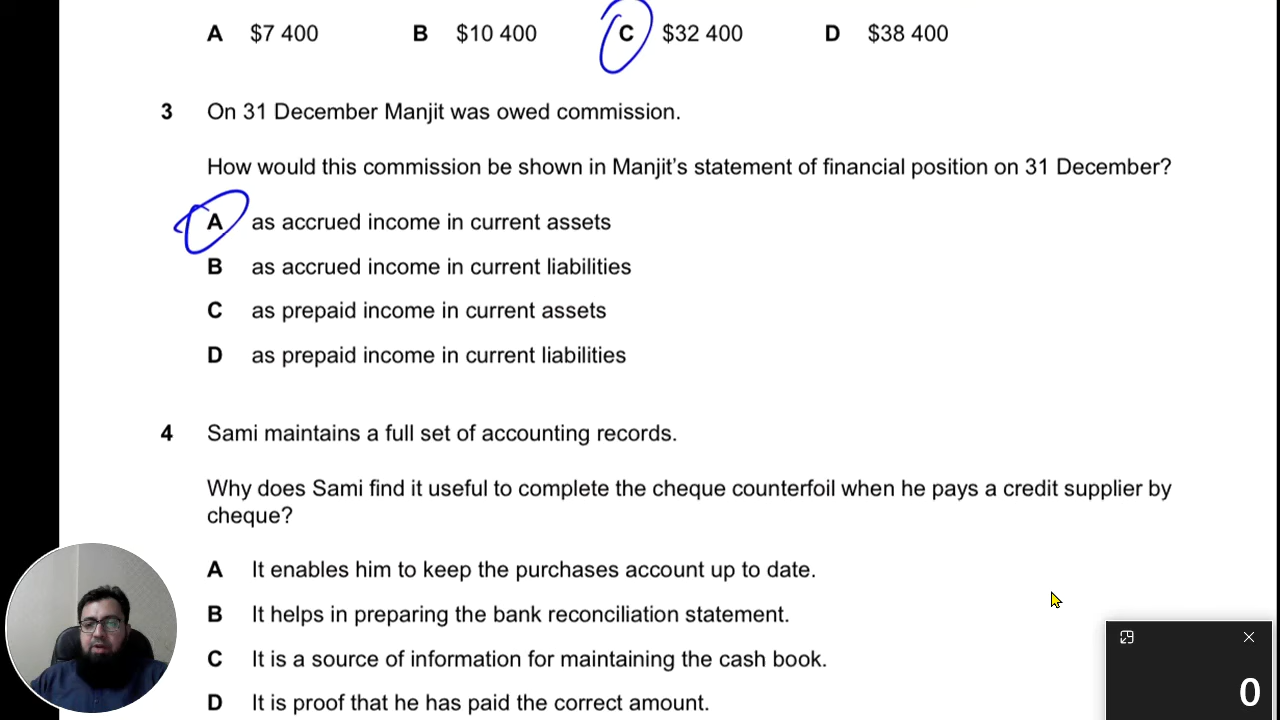 A $7 400 B $10 400 C $32 400 D $38 400
3 On 31 December Manjit was owed commission.
How would this commission be shown in Manjit's statement of financial position on 31 December?
A as accrued income in current assets
B as accrued income in current liabilities
C as prepaid income in current assets
D as prepaid income in current liabilities
4 Sami maintains a full set of accounting records.
Why does Sami find it useful to complete the cheque counterfoil when he pays a credit supplier by
cheque?
A It enables him to keep the purchases account up to date.
B It helps in preparing the bank reconciliation statement.
C It is a source of information for maintaining the cash book.
D It is proof that he has paid the correct amount.
0